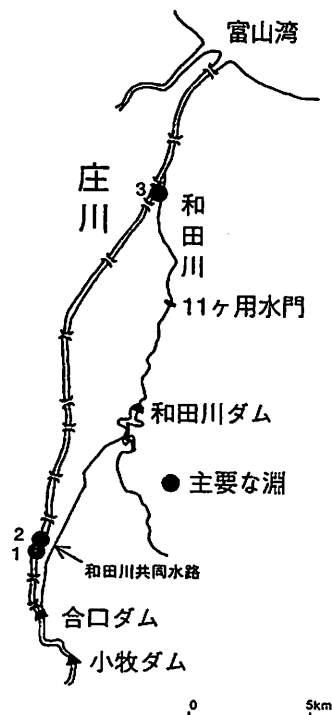 富山湾
庄川
3
和田川
11ヶ用水門
和田川ダム
主要な淵
2
1
和田川共同水路
合口ダム
小牧ダム
0 5km